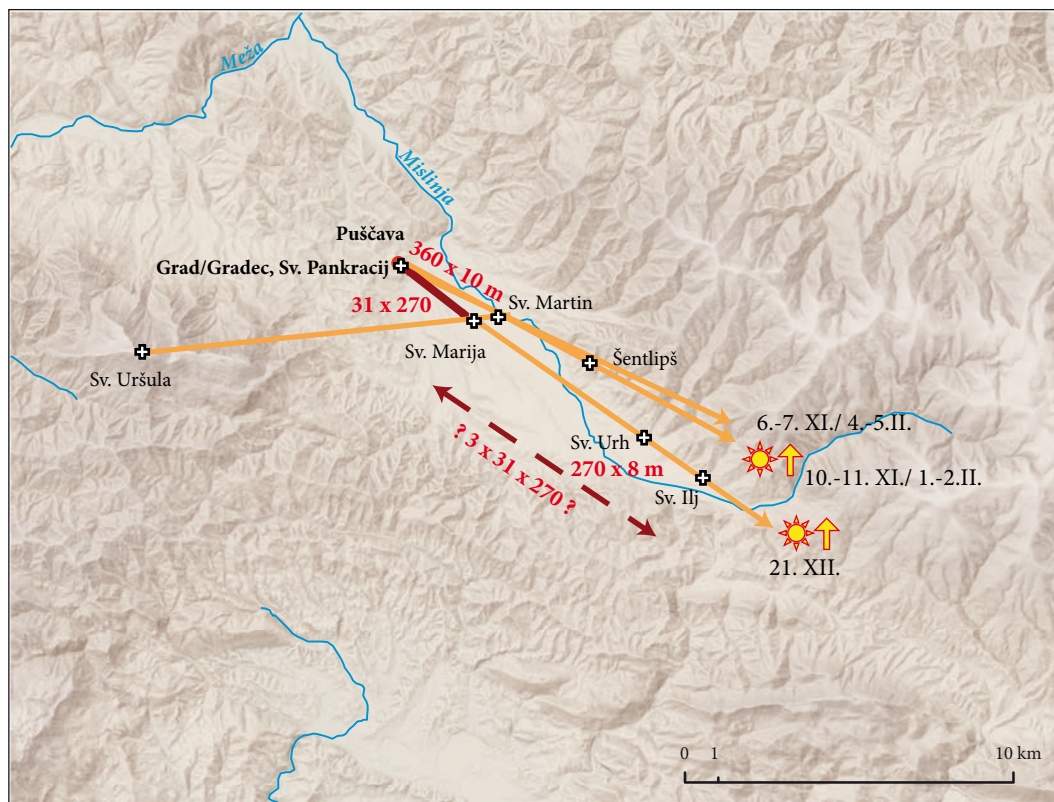 Meža
Mislinja
Puščava
Grad/Gradec, Sv. Pankracij
360 x 10 m
31 x 270
Sv. Martin
Sv. Marija
Šentlipš
Sv. Uršula
6.-7. XI./ 4.-5.II.
Sv. Urh
270 x 8 m
10.-11. XI./ 1.-2.II.
Sv. Ilj
? 3 x 31 x 270 ?
21. XII.
0 1 10 km